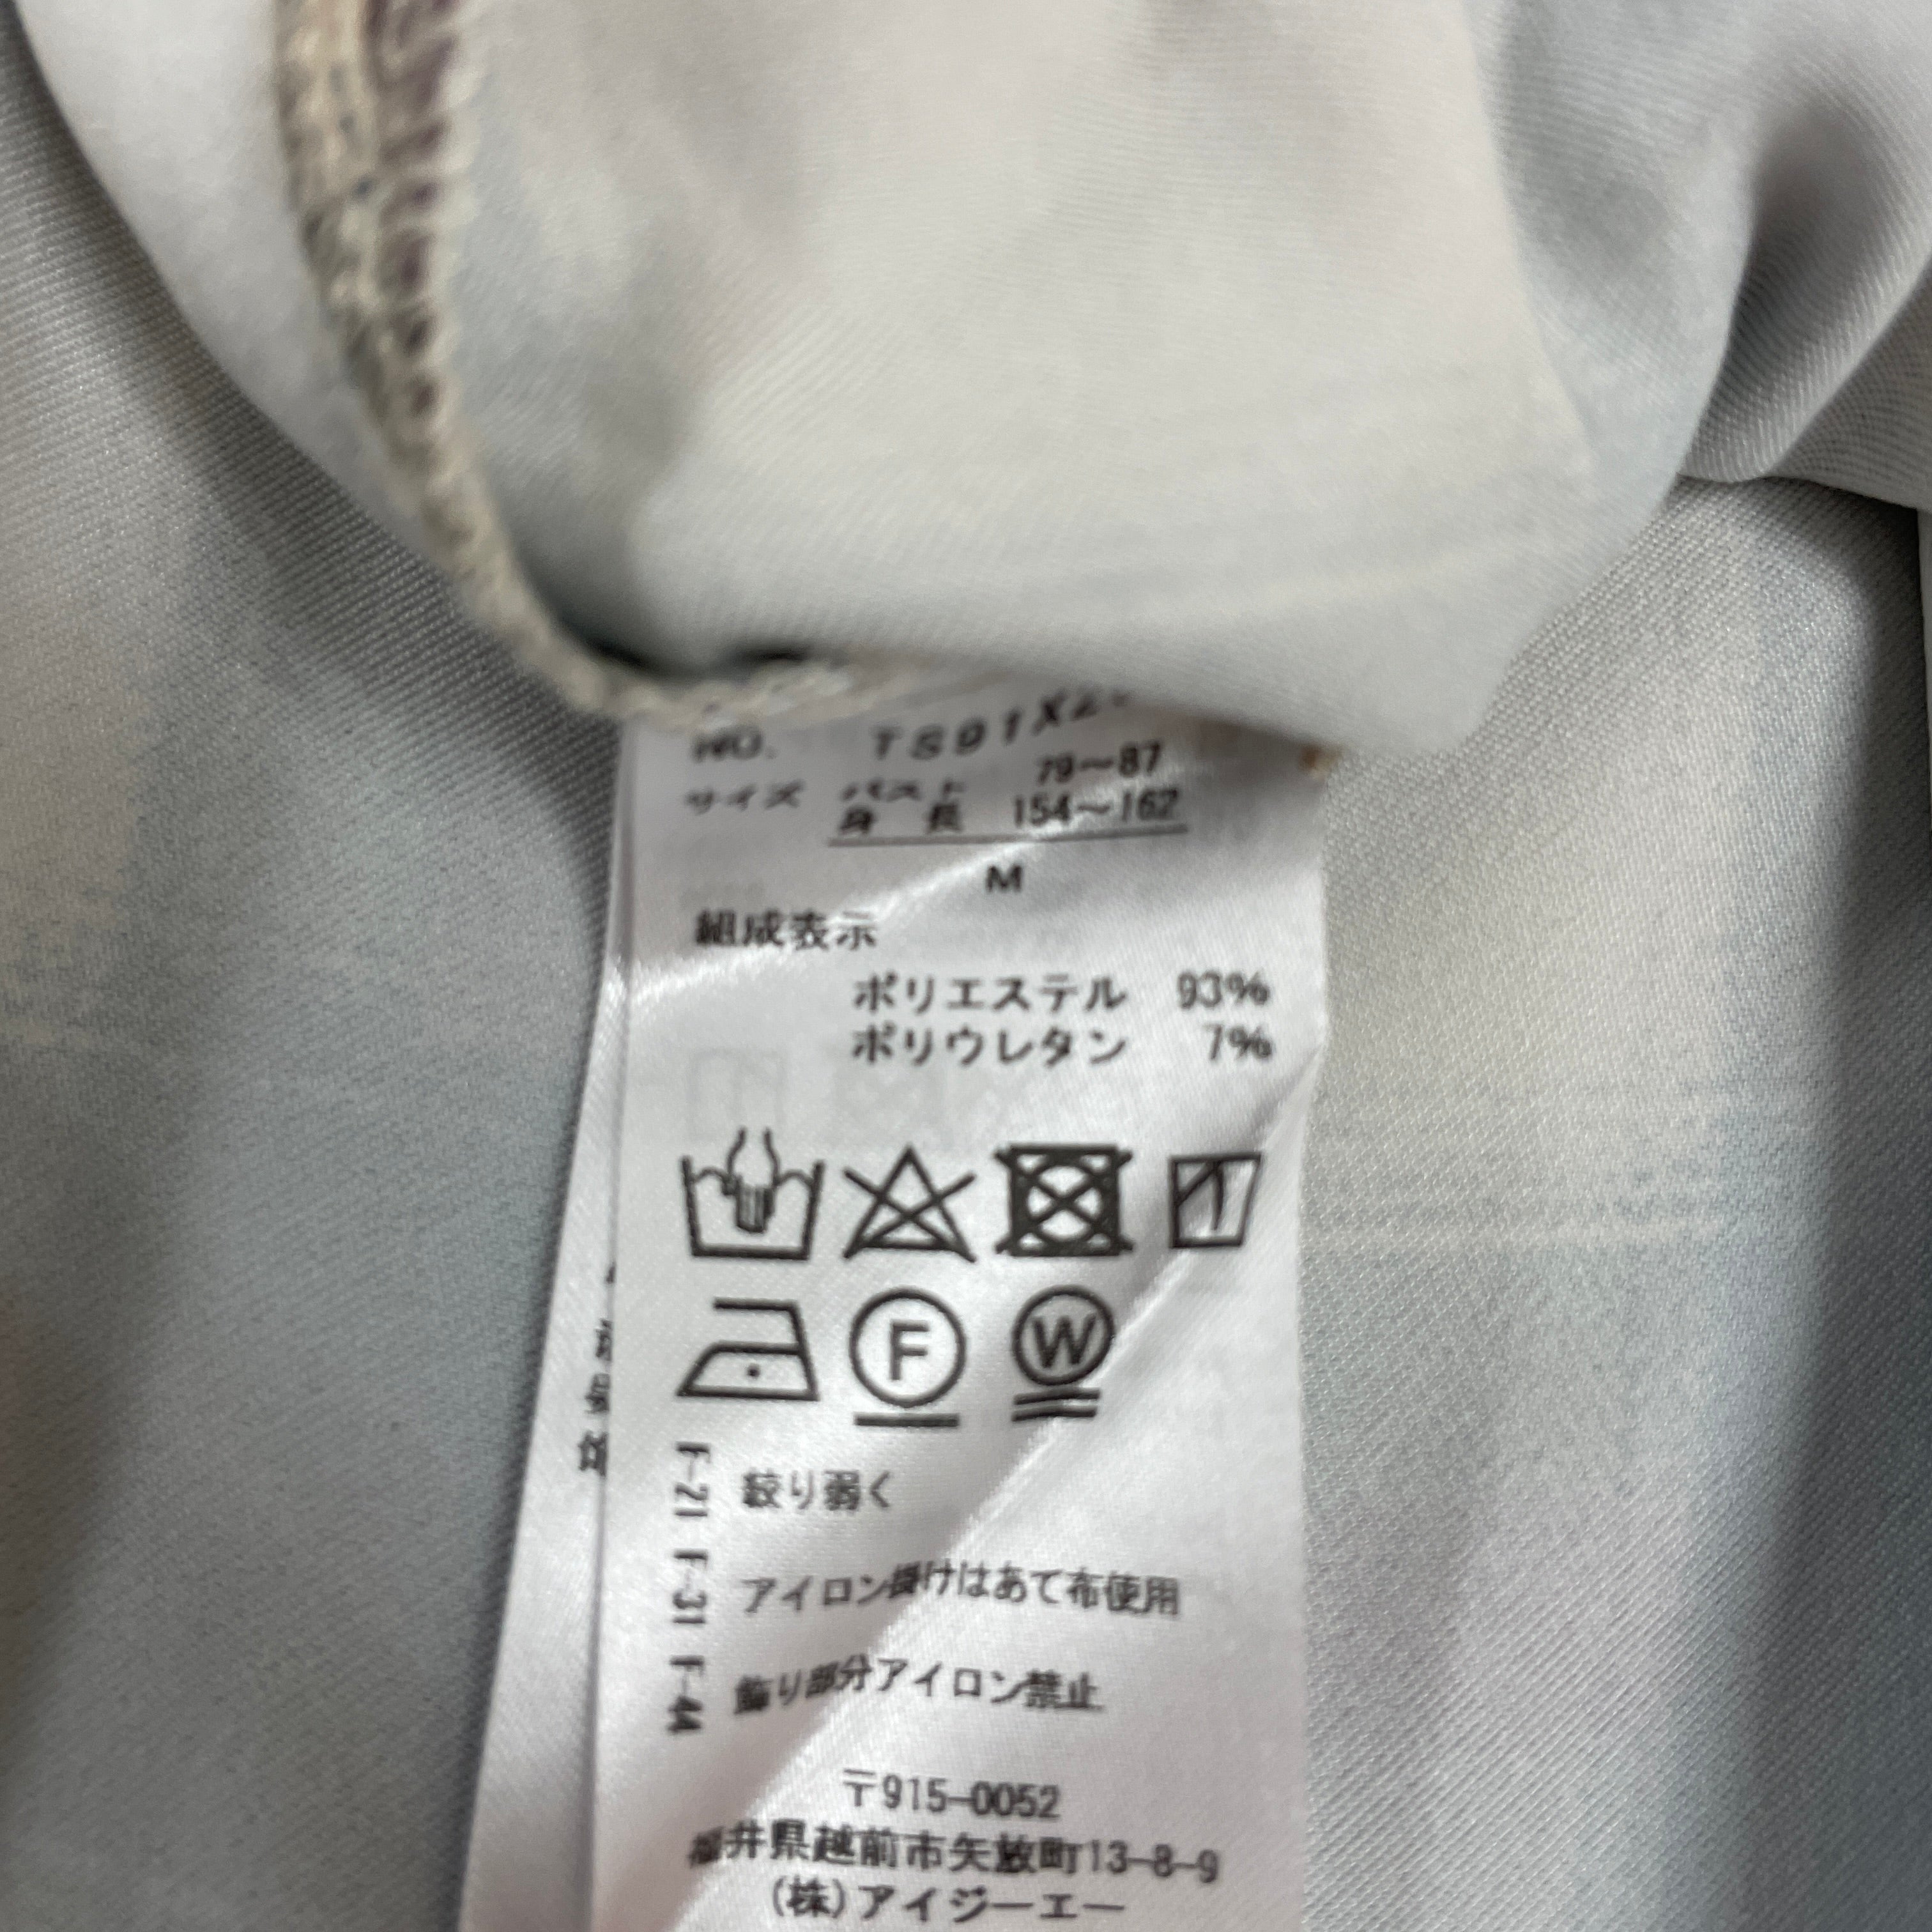 NO. TS91X2
サイズ バスト 79～87
身長 154～162
M
組成表示
ポリエステル 93%
ポリウレタン 7%
F
W
F-21 絞り弱く
F-31 アイロン掛けはあて布使用
F-44 飾り部分アイロン禁止
〒915-0052
福井県越前市矢放町13-8-9
(株)アイジーエー